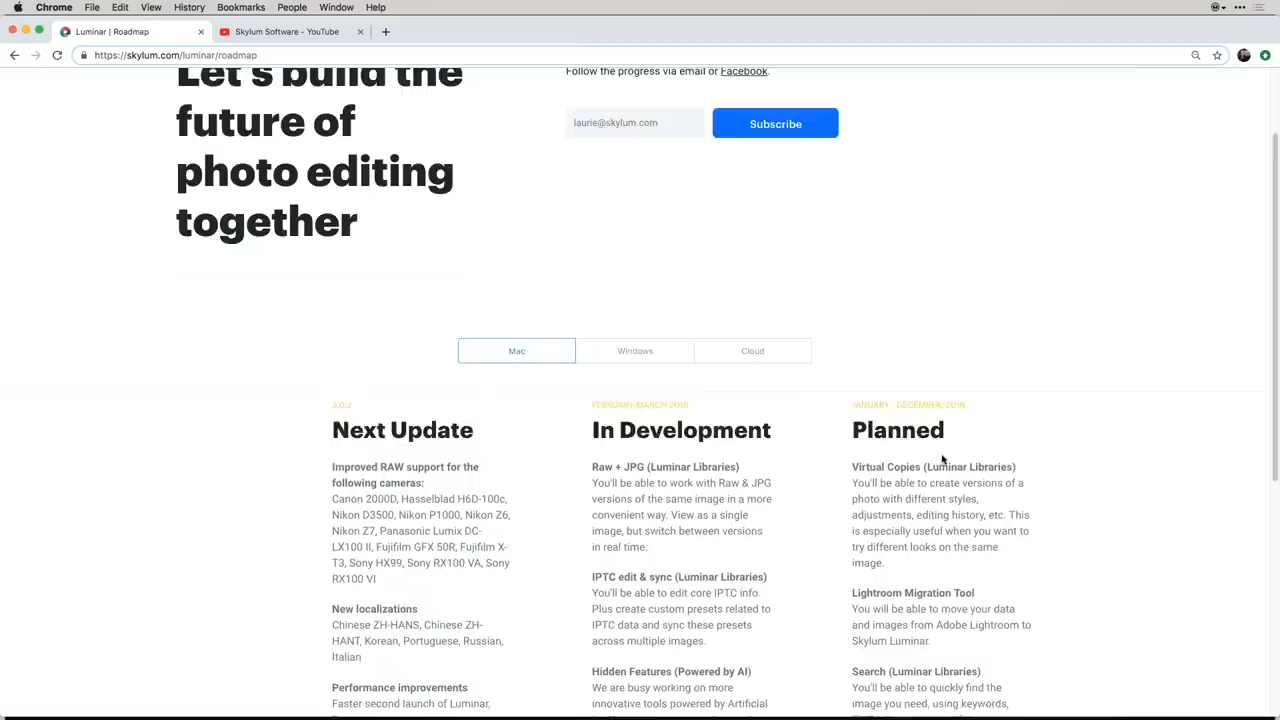 Chrome File Edit View History Bookmarks People Window Help
Luminar | Roadmap
Skylum Software - YouTube
https://skylum.com/luminar/roadmap
Let's build the
future of
photo editing
together
Follow the progress via email or Facebook.
laurie@skylum.com
Subscribe
Mac
Windows
Cloud
3.0.2
Next Update
Improved RAW support for the
following cameras:
Canon 2000D, Hasselblad H6D-100c,
Nikon D3500, Nikon P1000, Nikon Z6,
Nikon Z7, Panasonic Lumix DC-
LX100 II, Fujifilm GFX 50R, Fujifilm X-
T3, Sony HX99, Sony RX100 VA, Sony
RX100 VI
New localizations
Chinese ZH-HANS, Chinese ZH-
HANT, Korean, Portuguese, Russian,
Italian
Performance improvements
Faster second launch of Luminar,
FEBRUARY-MARCH 2019
In Development
Raw + JPG (Luminar Libraries)
You'll be able to work with Raw & JPG
versions of the same image in a more
convenient way. View as a single
image, but switch between versions
in real time.
IPTC edit & sync (Luminar Libraries)
You'll be able to edit core IPTC info.
Plus create custom presets related to
IPTC data and sync these presets
across multiple images.
Hidden Features (Powered by AI)
We are busy working on more
innovative tools powered by Artificial
JANUARY - DECEMBER, 2019
Planned
Virtual Copies (Luminar Libraries)
You'll be able to create versions of a
photo with different styles,
adjustments, editing history, etc. This
is especially useful when you want to
try different looks on the same
image.
Lightroom Migration Tool
You will be able to move your data
and images from Adobe Lightroom to
Skylum Luminar.
Search (Luminar Libraries)
You'll be able to quickly find the
image you need, using keywords,